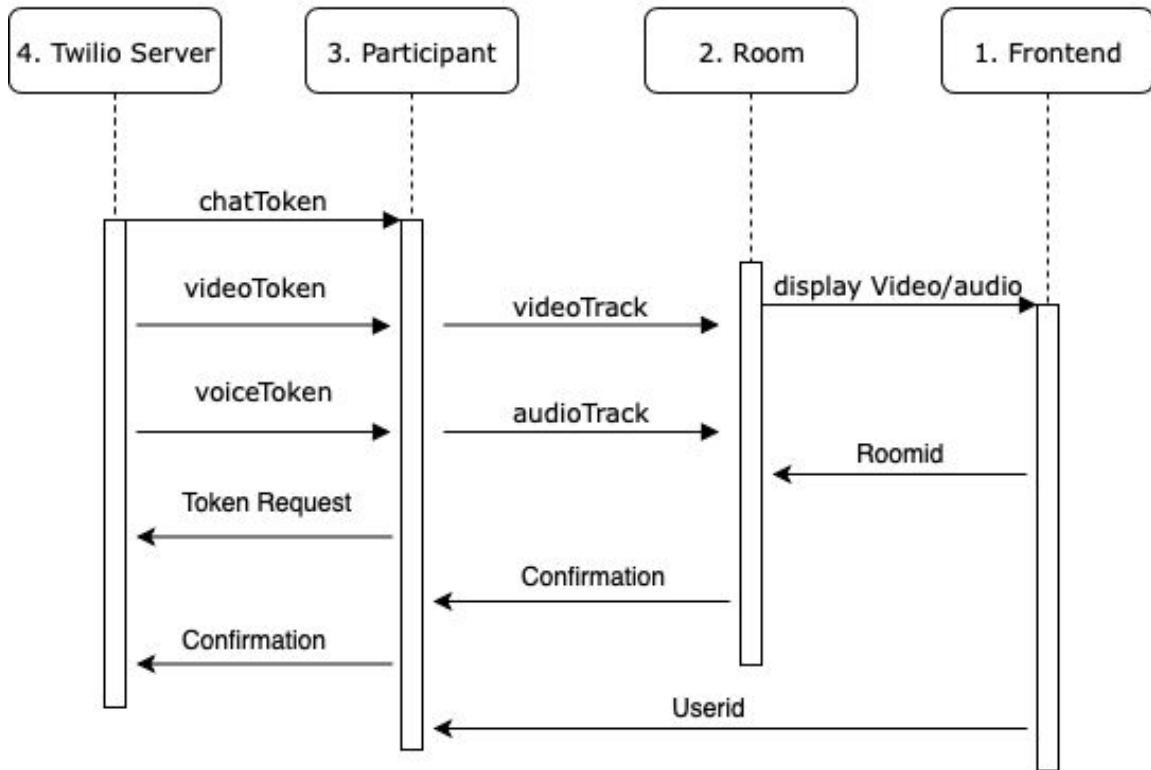 4. Twilio Server
3. Participant
2. Room
1. Frontend
chatToken
videoToken
videoTrack
display Video/audio
voiceToken
audioTrack
Roomid
Token Request
Confirmation
Confirmation
Userid